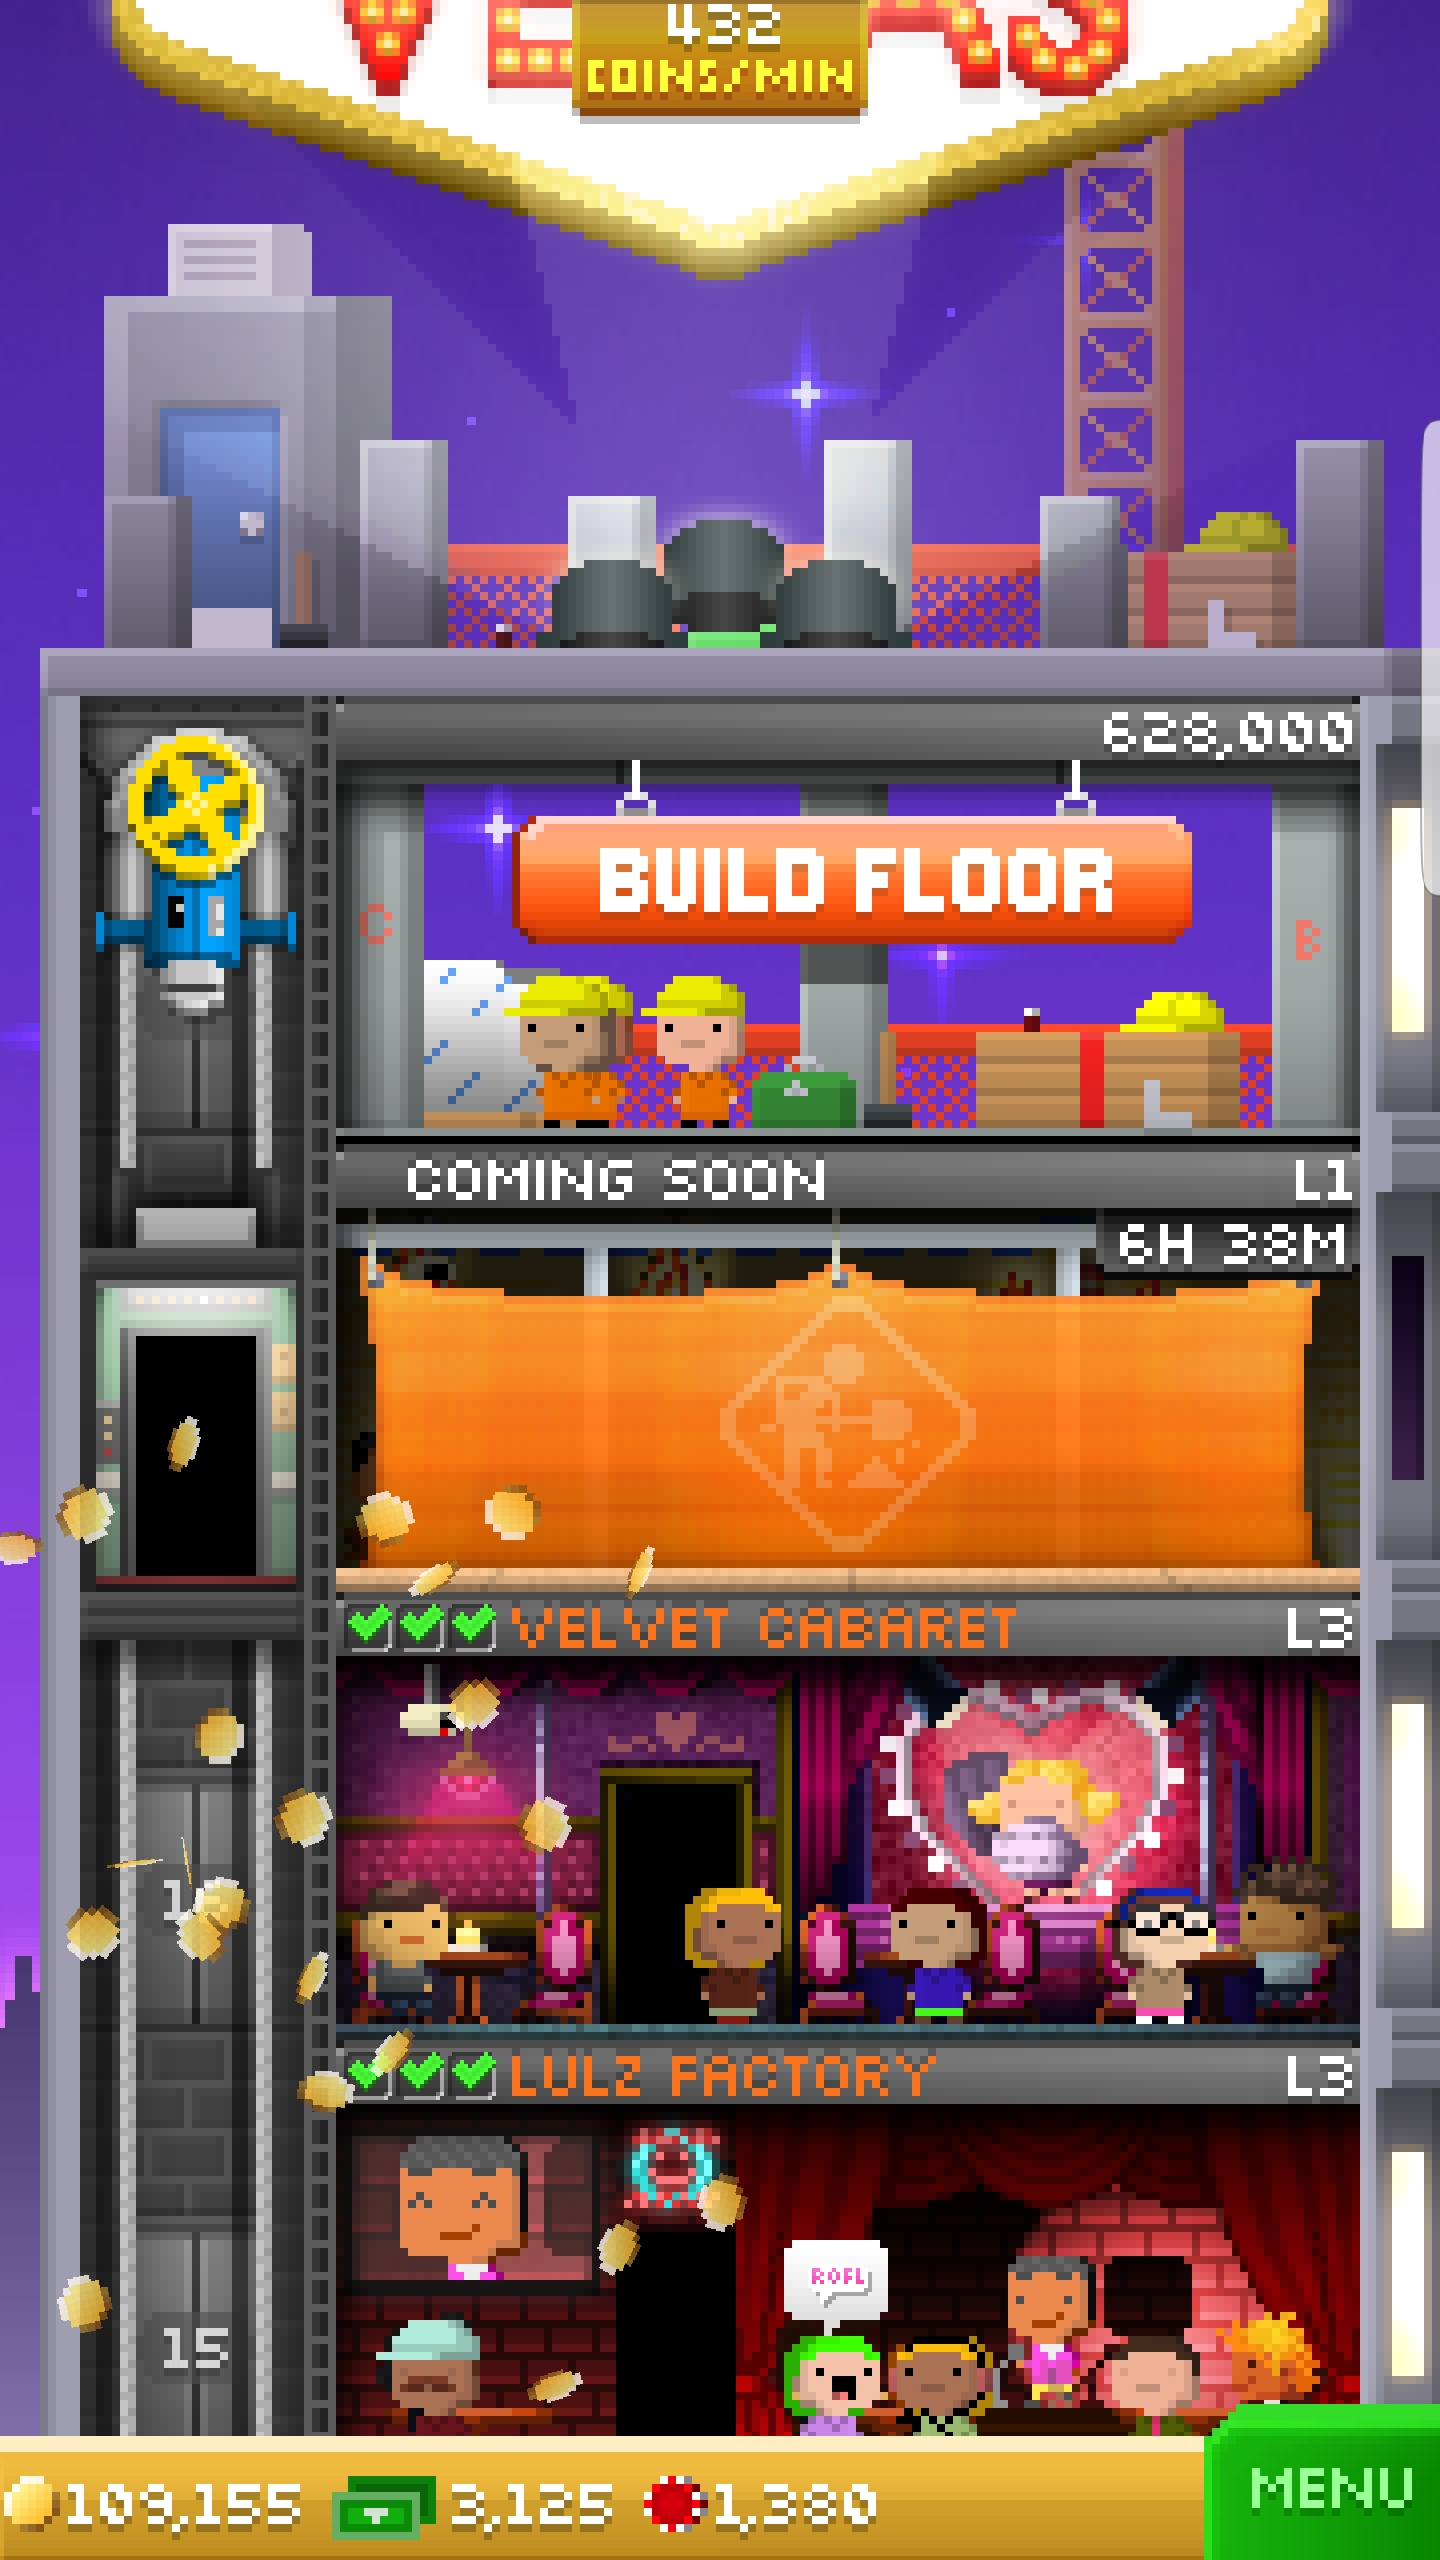 VEGAS
432
COINS/MIN
628,000
BUILD FLOOR
C
B
COMING SOON L1
6H 38M
VELVET CABARET L3
LULZ FACTORY L3
ROFL
15
109,155 3,125 1,380
MENU